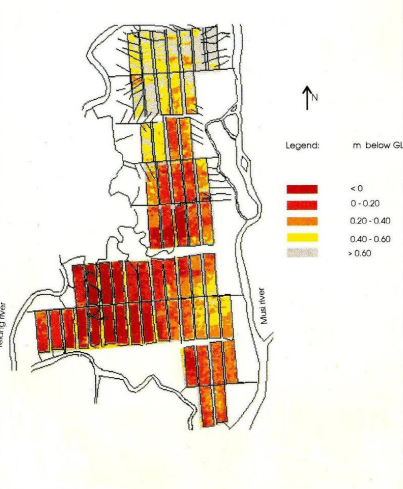 N
Legend: m below GL
< 0
0 - 0.20
0.20 - 0.40
0.40 - 0.60
> 0.60
Musi river
river